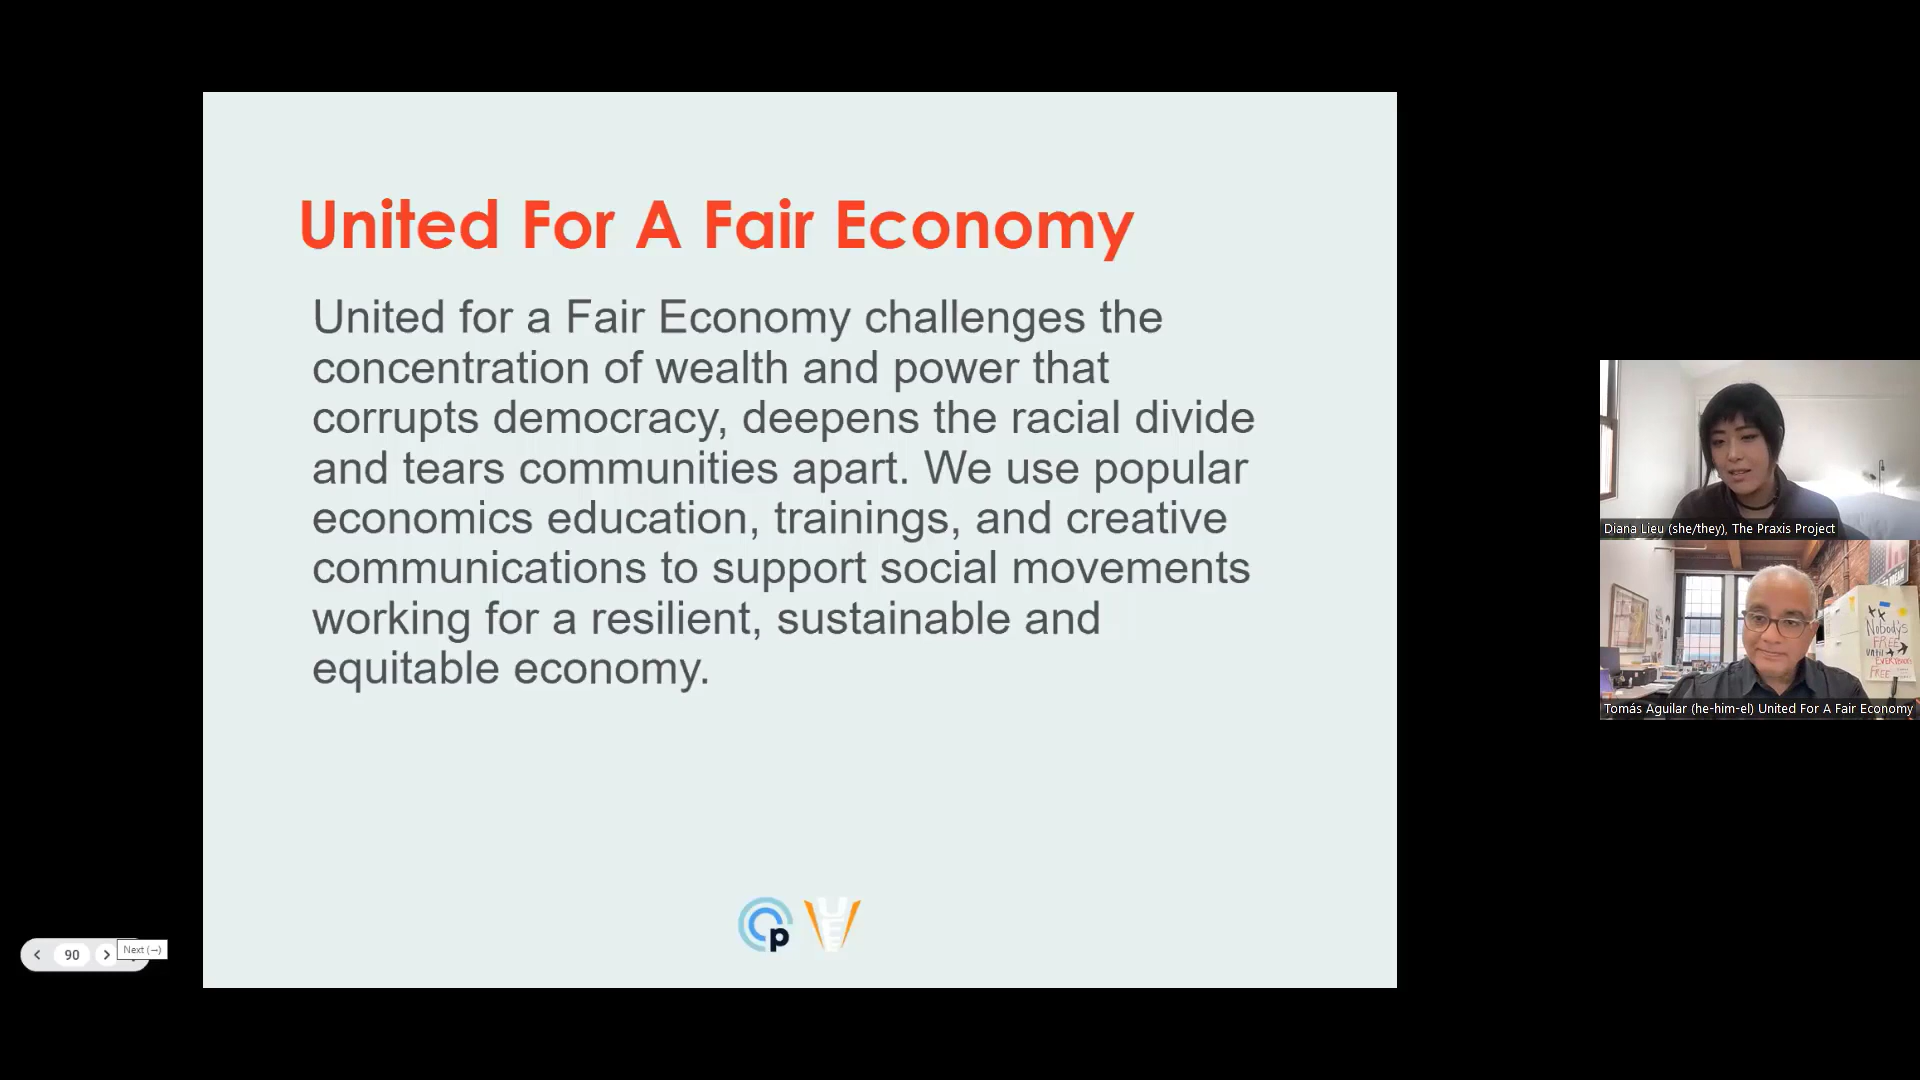 United For A Fair Economy
United for a Fair Economy challenges the
concentration of wealth and power that
corrupts democracy, deepens the racial divide
and tears communities apart. We use popular
economics education, trainings, and creative
communications to support social movements
working for a resilient, sustainable and
equitable economy.
p
UFE
90
Next (→)
Diana Lieu (she/they), The Praxis Project
Nobody's
FREE
until
EVERYBODY'S
FREE
Tomás Aguilar (he-him-el) United For A Fair Economy